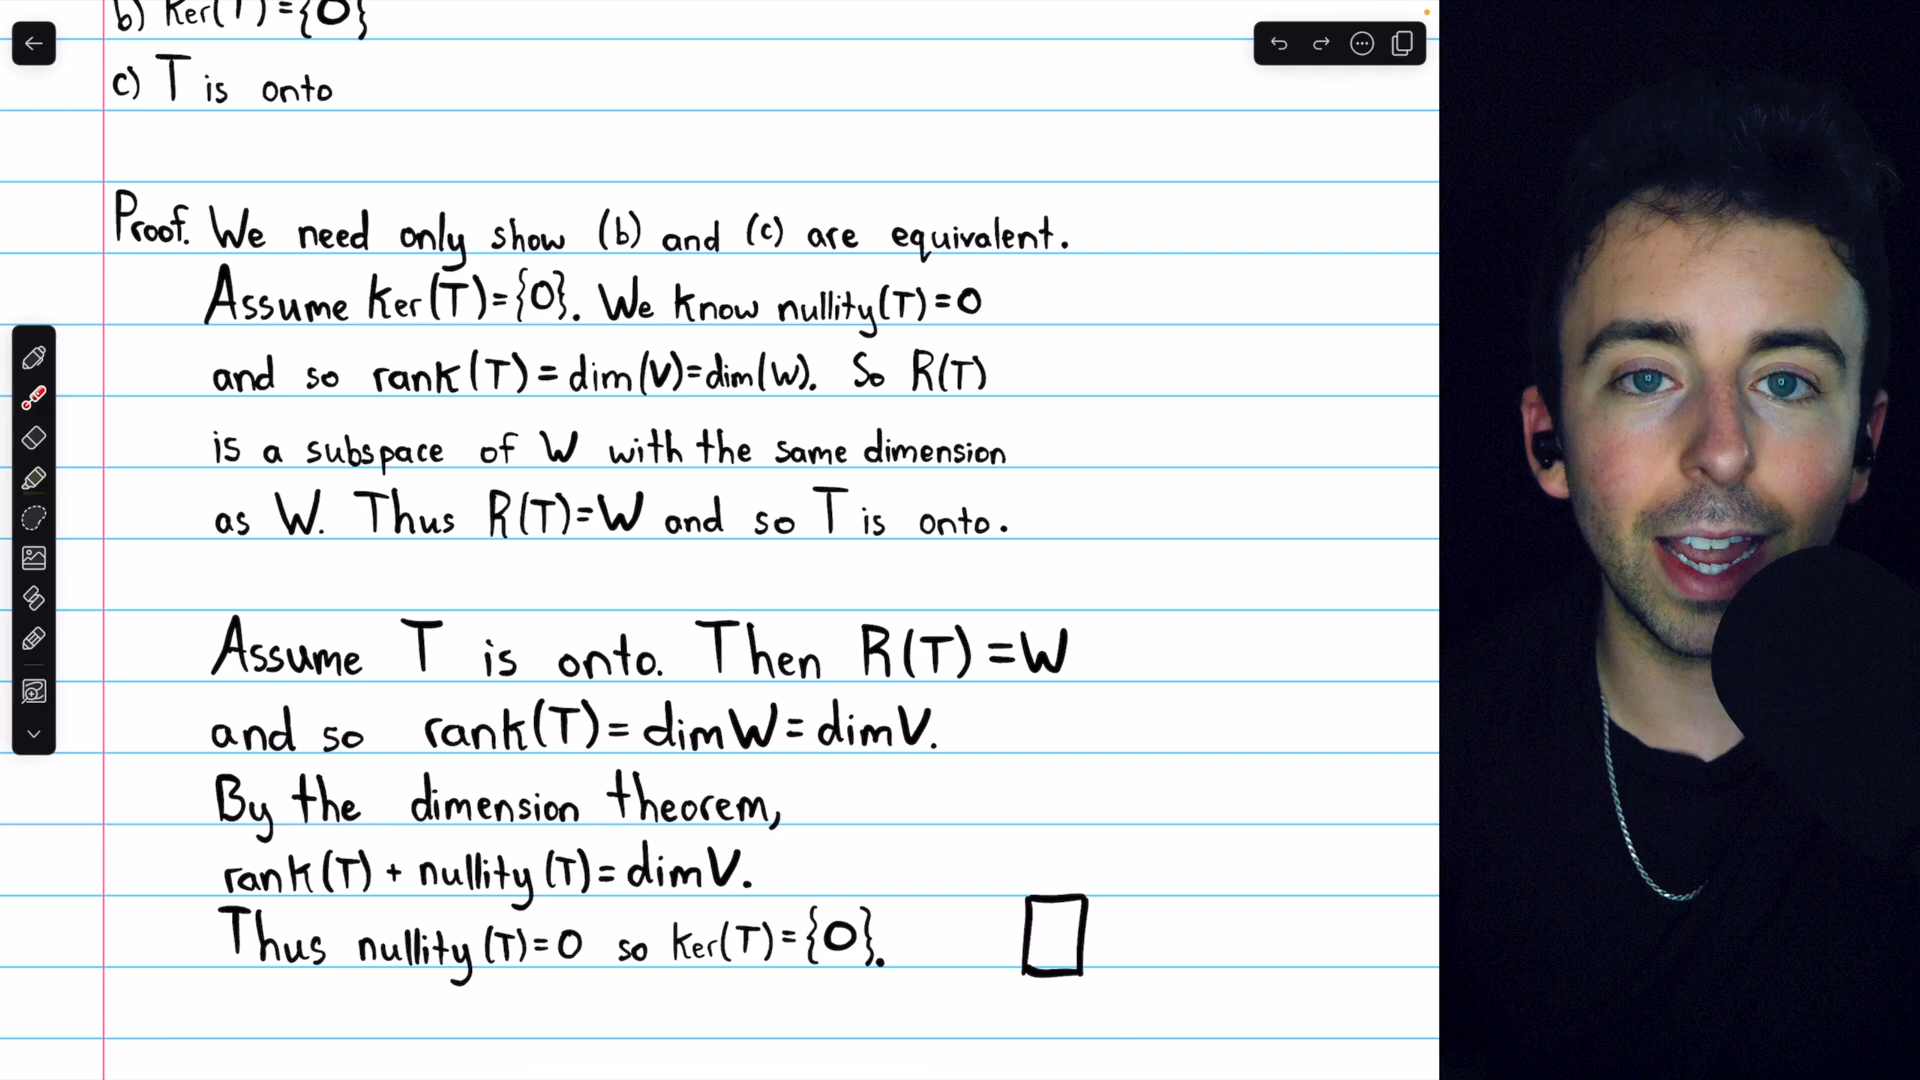 b) Ker(T)={0}
c) T is onto
Proof. We need only show (b) and (c) are equivalent.
Assume Ker(T)={0}. We know nullity(T)=0
and so rank(T)=dim(V)=dim(W). So R(T)
is a subspace of W with the same dimension
as W. Thus R(T)=W and so T is onto.
Assume T is onto. Then R(T)=W
and so rank(T)=dimW=dimV.
By the dimension theorem,
rank(T)+nullity(T)=dimV.
Thus nullity(T)=0 so Ker(T)={0}.